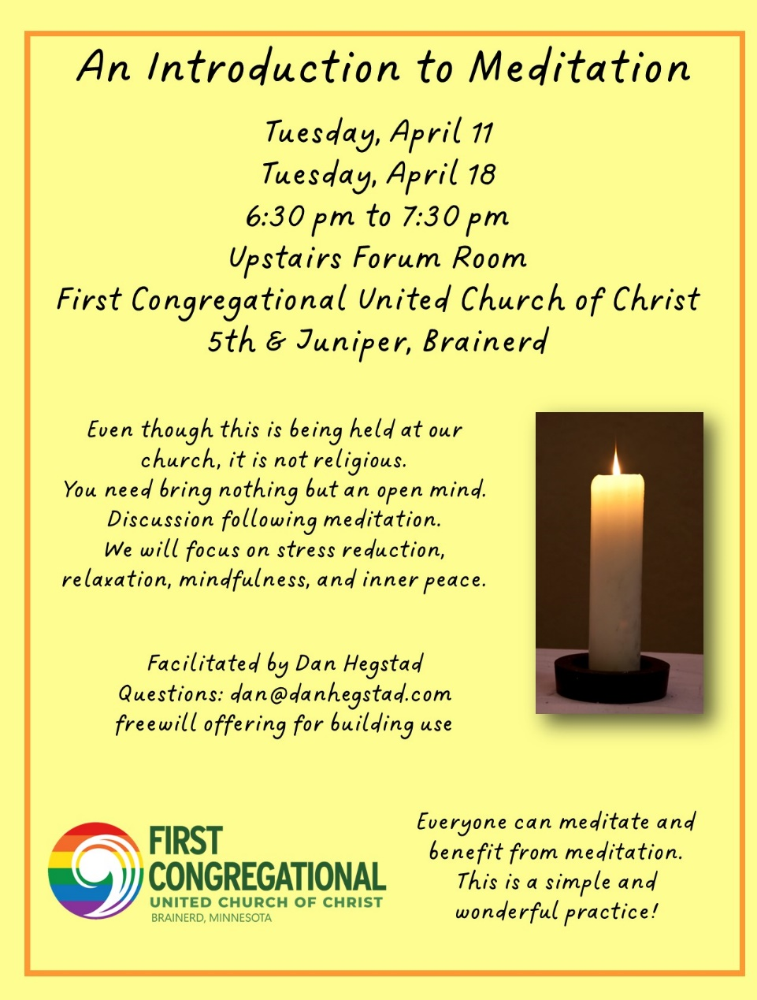 An Introduction to Meditation
Tuesday, April 11
Tuesday, April 18
6:30 pm to 7:30 pm
Upstairs Forum Room
First Congregational United Church of Christ
5th & Juniper, Brainerd
Even though this is being held at our
church, it is not religious.
You need bring nothing but an open mind.
Discussion following meditation.
We will focus on stress reduction,
relaxation, mindfulness, and inner peace.
Facilitated by Dan Hegstad
Questions: dan@danhegstad.com
freewill offering for building use
FIRST
CONGREGATIONAL
UNITED CHURCH OF CHRIST
BRAINERD, MINNESOTA
Everyone can meditate and
benefit from meditation.
This is a simple and
wonderful practice!